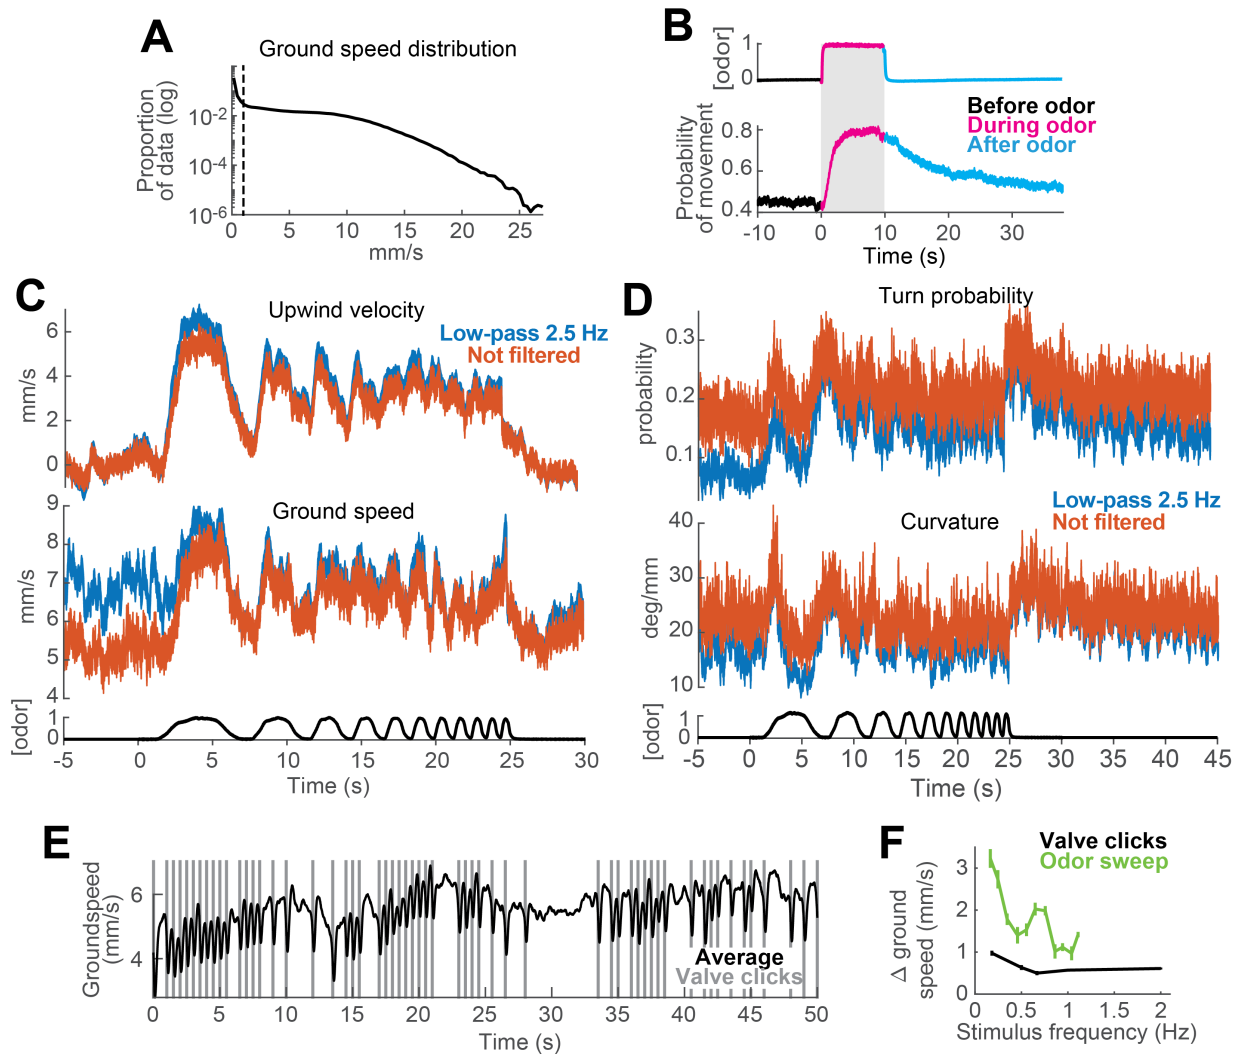 A
Ground speed distribution
Proportion
of data (log)
10-2
10-4
10-6
0 5 10 15 20 25
mm/s
B
[odor]
1
0
Before odor
During odor
After odor
Probability
of movement
0.8
0.6
0.4
-10 0 10 20 30
Time (s)
C
Upwind velocity
Low-pass 2.5 Hz
Not filtered
mm/s
6
4
2
0
Ground speed
mm/s
9
8
7
6
5
4
[odor]
1
0
-5 0 5 10 15 20 25 30
Time (s)
D
Turn probability
probability
0.3
0.2
0.1
Low-pass 2.5 Hz
Not filtered
Curvature
deg/mm
40
30
20
10
[odor]
1
0
-5 0 5 10 15 20 25 30 35 40 45
Time (s)
E
Groundspeed
(mm/s)
6
4
Average
Valve clicks
0 5 10 15 20 25 30 35 40 45 50
Time (s)
F
Valve clicks
Odor sweep
Δ ground
speed (mm/s)
3
2
1
0
0 0.5 1 1.5 2
Stimulus frequency (Hz)